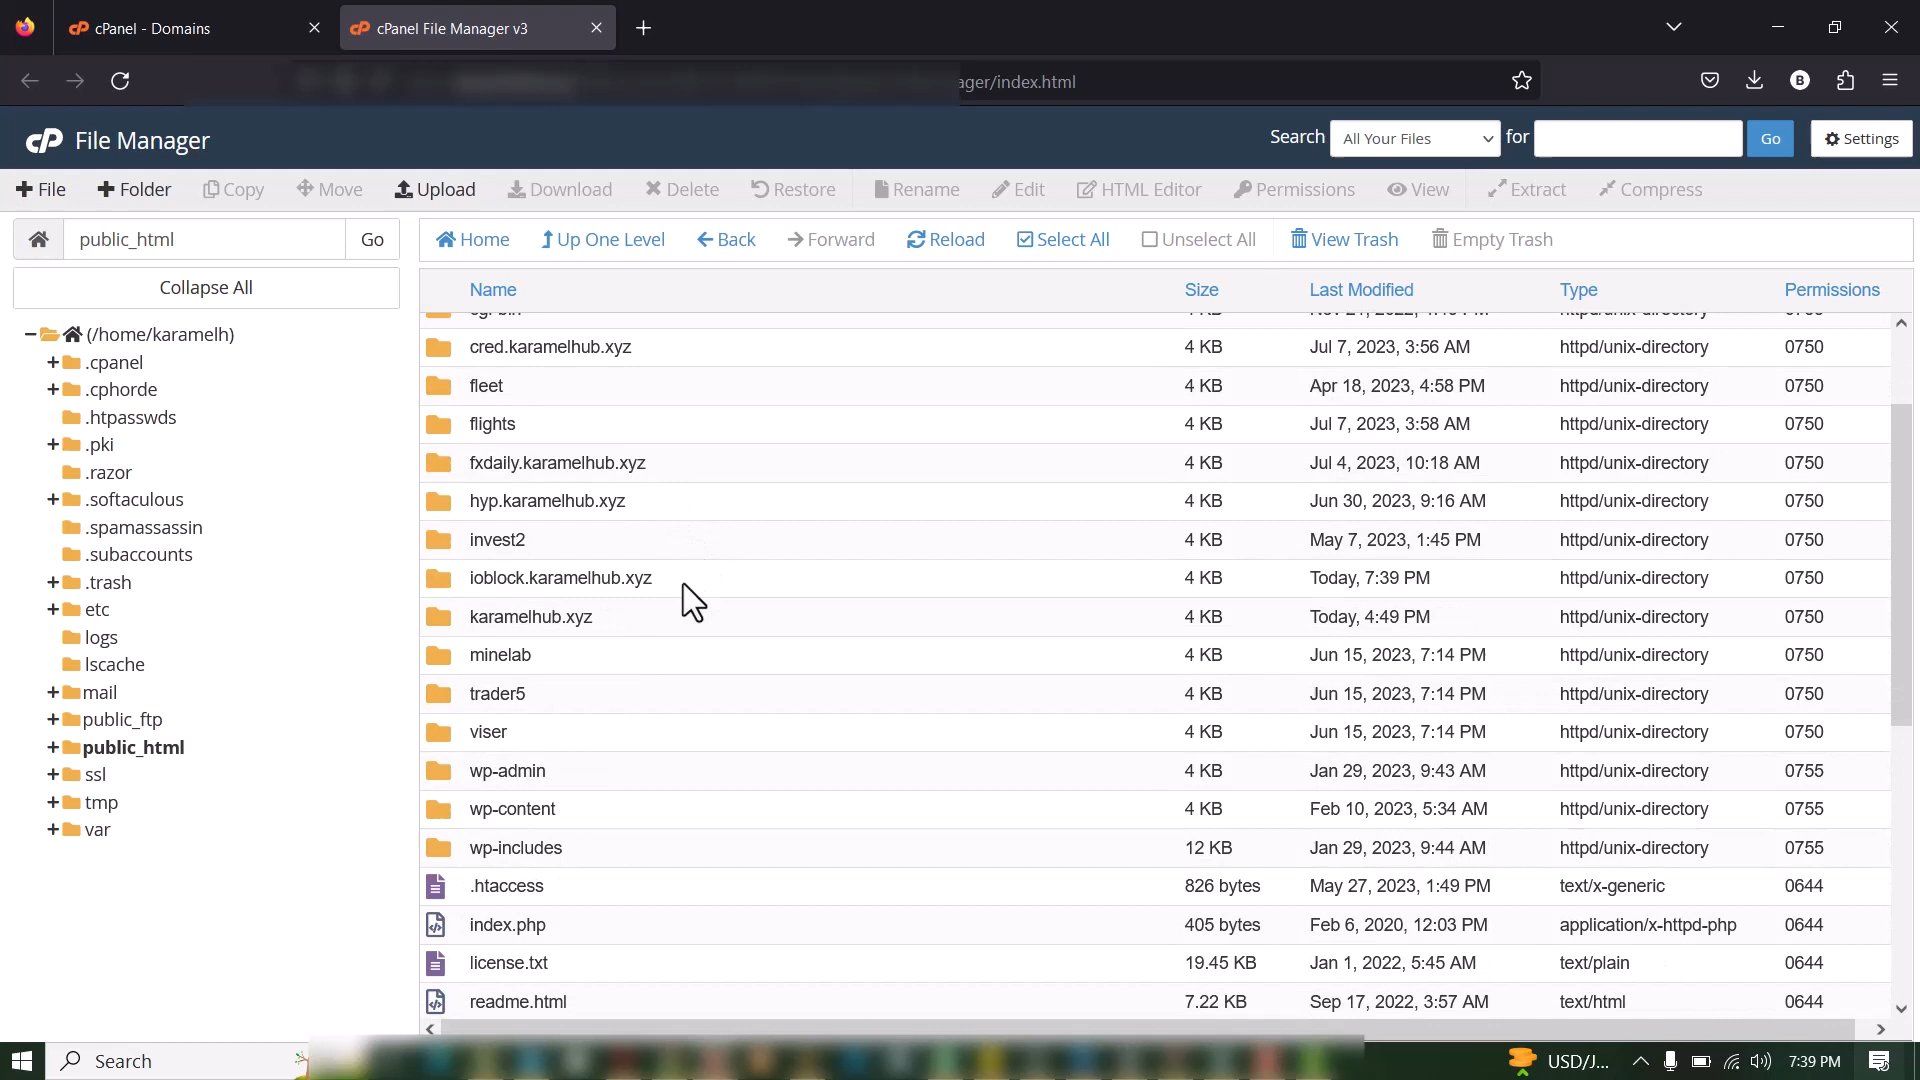 cPanel - Domains
cPanel File Manager v3
ager/index.html
B
cP File Manager
Search All Your Files for Go Settings
File Folder Copy Move Upload Download Delete Restore Rename Edit HTML Editor Permissions View Extract Compress
public_html Go
Home Up One Level Back Forward Reload Select All Unselect All View Trash Empty Trash
Collapse All
(/home/karamelh)
.cpanel
.cphorde
.htpasswds
.pki
.razor
.softaculous
.spamassassin
.subaccounts
.trash
etc
logs
lscache
mail
public_ftp
public_html
ssl
tmp
var
Name Size Last Modified Type Permissions
cred.karamelhub.xyz 4 KB Jul 7, 2023, 3:56 AM httpd/unix-directory 0750
fleet 4 KB Apr 18, 2023, 4:58 PM httpd/unix-directory 0750
flights 4 KB Jul 7, 2023, 3:58 AM httpd/unix-directory 0750
fxdaily.karamelhub.xyz 4 KB Jul 4, 2023, 10:18 AM httpd/unix-directory 0750
hyp.karamelhub.xyz 4 KB Jun 30, 2023, 9:16 AM httpd/unix-directory 0750
invest2 4 KB May 7, 2023, 1:45 PM httpd/unix-directory 0750
ioblock.karamelhub.xyz 4 KB Today, 7:39 PM httpd/unix-directory 0750
karamelhub.xyz 4 KB Today, 4:49 PM httpd/unix-directory 0750
minelab 4 KB Jun 15, 2023, 7:14 PM httpd/unix-directory 0750
trader5 4 KB Jun 15, 2023, 7:14 PM httpd/unix-directory 0750
viser 4 KB Jun 15, 2023, 7:14 PM httpd/unix-directory 0750
wp-admin 4 KB Jan 29, 2023, 9:43 AM httpd/unix-directory 0755
wp-content 4 KB Feb 10, 2023, 5:34 AM httpd/unix-directory 0755
wp-includes 12 KB Jan 29, 2023, 9:44 AM httpd/unix-directory 0755
.htaccess 826 bytes May 27, 2023, 1:49 PM text/x-generic 0644
index.php 405 bytes Feb 6, 2020, 12:03 PM application/x-httpd-php 0644
license.txt 19.45 KB Jan 1, 2022, 5:45 AM text/plain 0644
readme.html 7.22 KB Sep 17, 2022, 3:57 AM text/html 0644
Search
USD/J...
7:39 PM